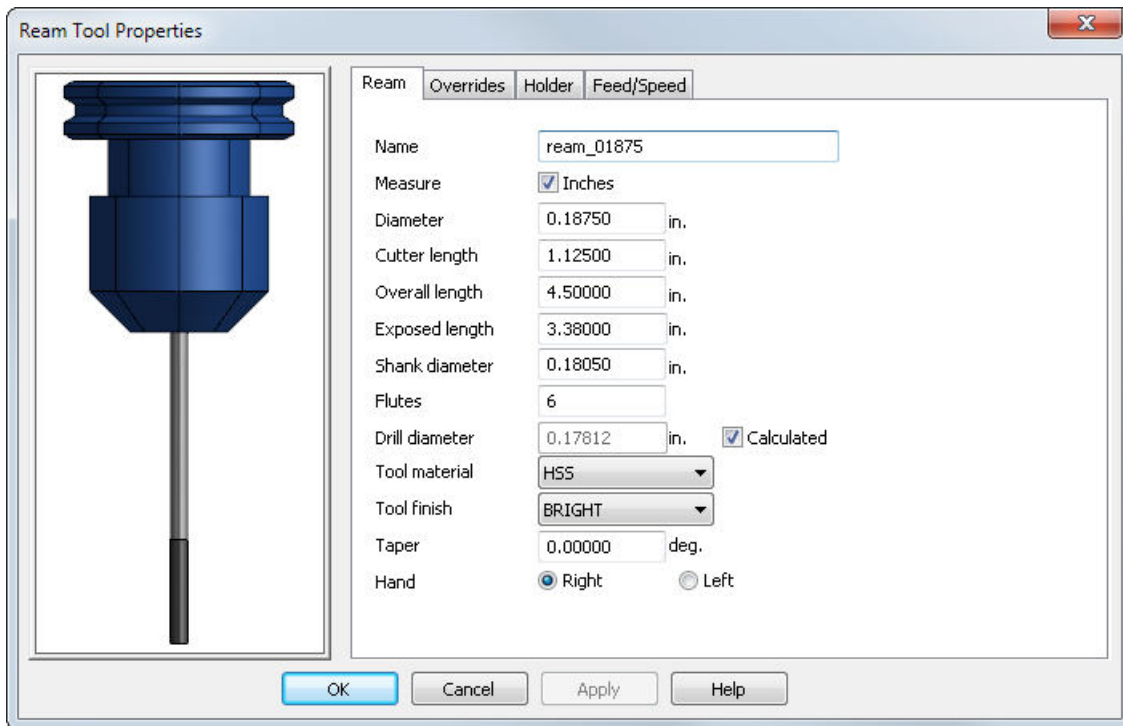 Ream Tool Properties
Ream Overrides Holder Feed/Speed
Name ream_01875
Measure Inches
Diameter 0.18750 in.
Cutter length 1.12500 in.
Overall length 4.50000 in.
Exposed length 3.38000 in.
Shank diameter 0.18050 in.
Flutes 6
Drill diameter 0.17812 in. Calculated
Tool material HSS
Tool finish BRIGHT
Taper 0.00000 deg.
Hand Right Left
OK Cancel Apply Help